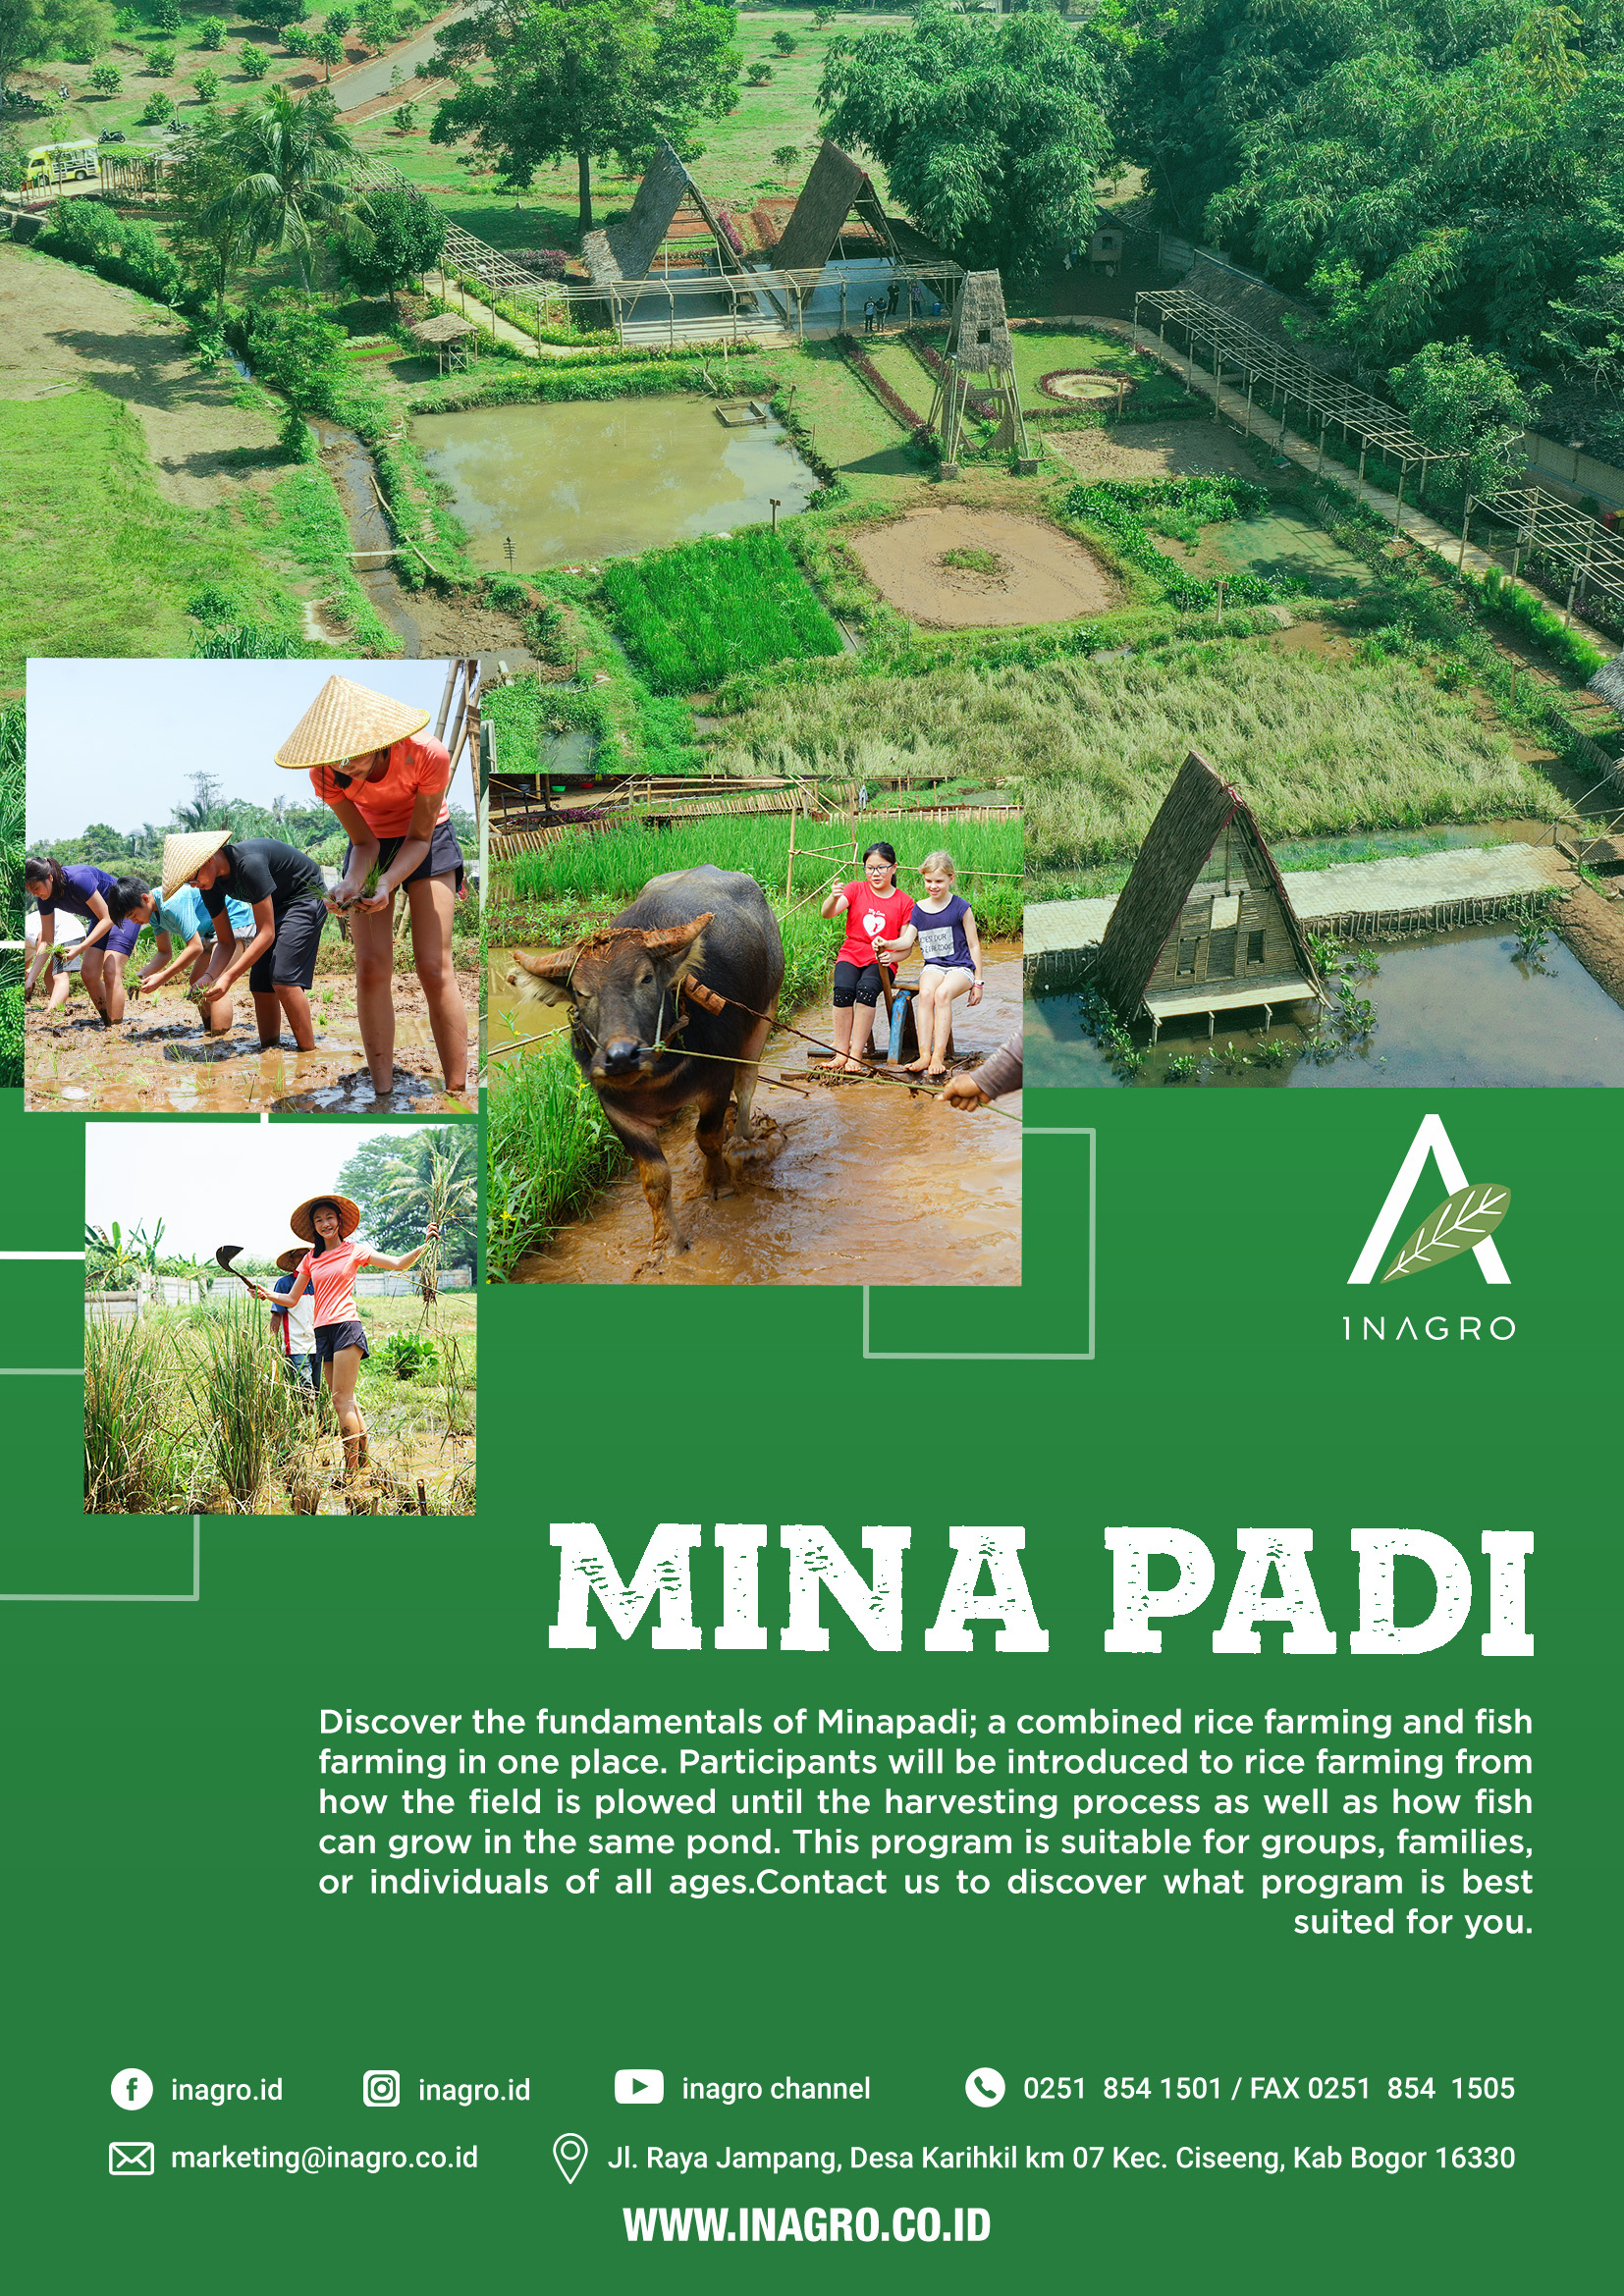 1NAGRO
MINA PADI
Discover the fundamentals of Minapadi; a combined rice farming and fish
farming in one place. Participants will be introduced to rice farming from
how the field is plowed until the harvesting process as well as how fish
can grow in the same pond. This program is suitable for groups, families,
or individuals of all ages.Contact us to discover what program is best
suited for you.
inagro.id
inagro.id
inagro channel
0251 854 1501 / FAX 0251 854 1505
marketing@inagro.co.id
Jl. Raya Jampang, Desa Karihkil km 07 Kec. Ciseeng, Kab Bogor 16330
WWW.INAGRO.CO.ID